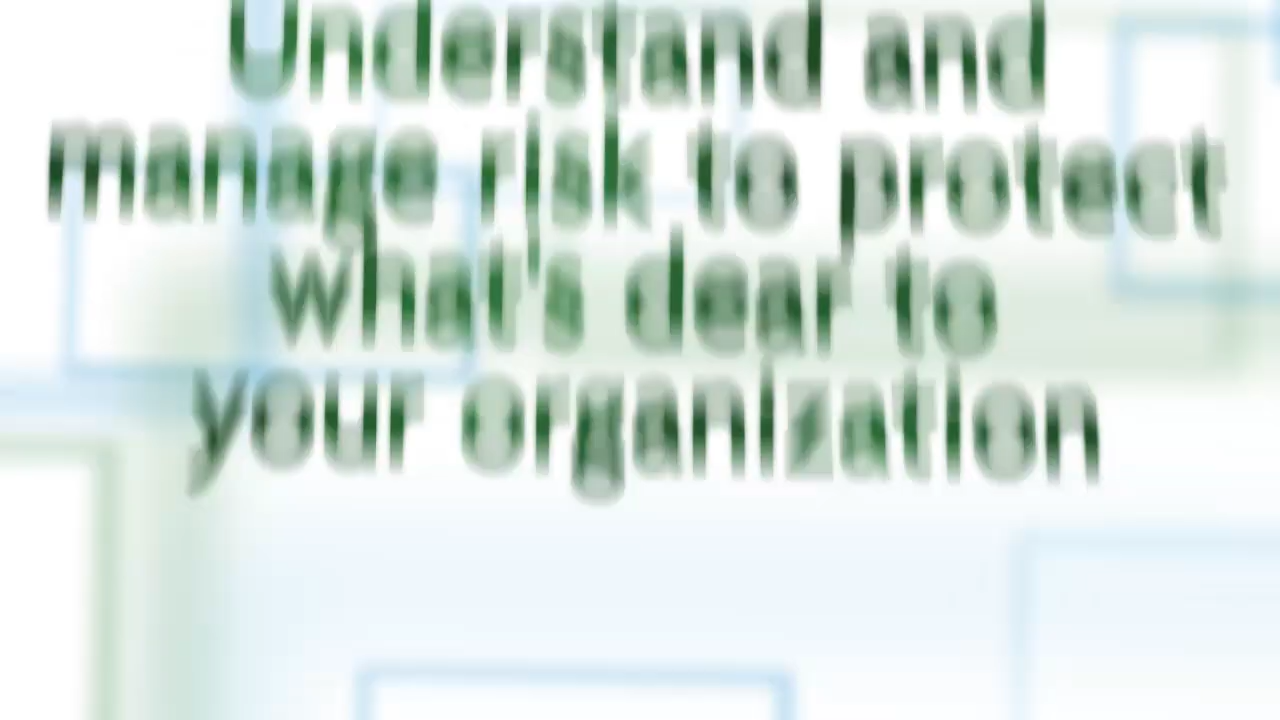 Understand and
manage risk to protect
what's dear to
your organization